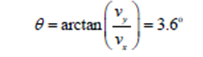 θ = arctan(v_y / v_x) = 3.6°